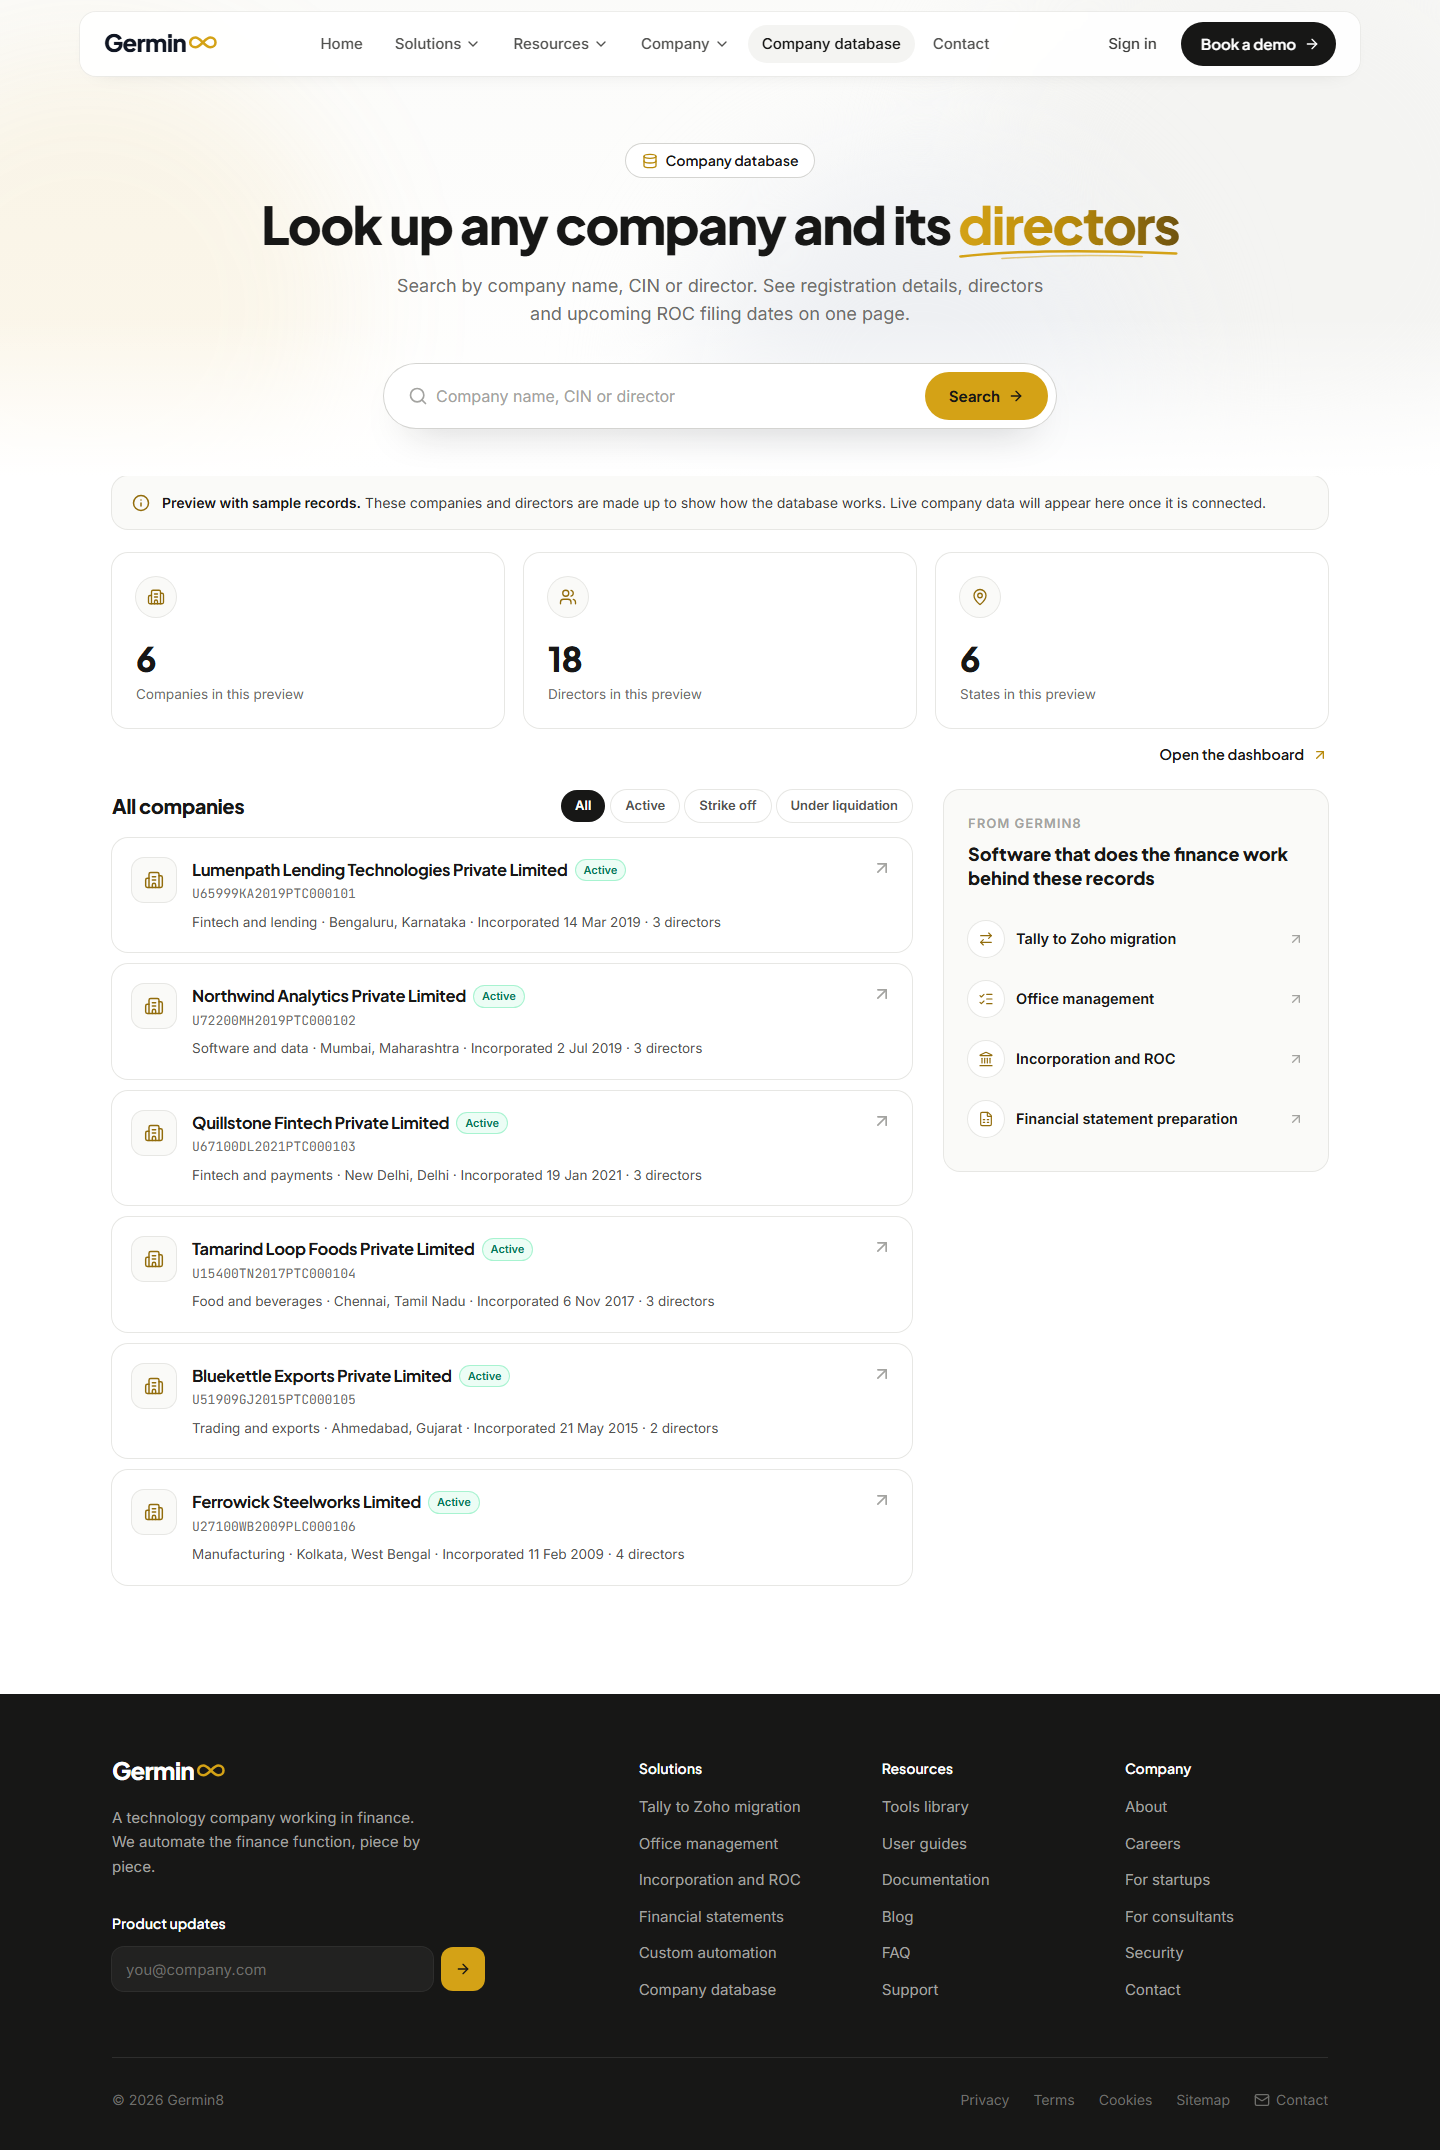 Germin
Home
Solutions
Resources
Company
Company database
Contact
Sign in
Book a demo
Company database
Look up any company and its directors
Search by company name, CIN or director. See registration details, directors
and upcoming ROC filing dates on one page.
Company name, CIN or director
Search
Preview with sample records. These companies and directors are made up to show how the database works. Live company data will appear here once it is connected.
6
Companies in this preview
18
Directors in this preview
6
States in this preview
Open the dashboard
All companies
All
Active
Strike off
Under liquidation
Lumenpath Lending Technologies Private Limited
Active
U65999KA2019PTC000101
Fintech and lending · Bengaluru, Karnataka · Incorporated 14 Mar 2019 · 3 directors
Northwind Analytics Private Limited
Active
U72200MH2019PTC000102
Software and data · Mumbai, Maharashtra · Incorporated 2 Jul 2019 · 3 directors
Quillstone Fintech Private Limited
Active
U67100DL2021PTC000103
Fintech and payments · New Delhi, Delhi · Incorporated 19 Jan 2021 · 3 directors
Tamarind Loop Foods Private Limited
Active
U15400TN2017PTC000104
Food and beverages · Chennai, Tamil Nadu · Incorporated 6 Nov 2017 · 3 directors
Bluekettle Exports Private Limited
Active
U51909GJ2015PTC000105
Trading and exports · Ahmedabad, Gujarat · Incorporated 21 May 2015 · 2 directors
Ferrowick Steelworks Limited
Active
U27100WB2009PLC000106
Manufacturing · Kolkata, West Bengal · Incorporated 11 Feb 2009 · 4 directors
FROM GERMIN8
Software that does the finance work
behind these records
Tally to Zoho migration
Office management
Incorporation and ROC
Financial statement preparation
Germin
A technology company working in finance.
We automate the finance function, piece by
piece.
Product updates
you@company.com
Solutions
Tally to Zoho migration
Office management
Incorporation and ROC
Financial statements
Custom automation
Company database
Resources
Tools library
User guides
Documentation
Blog
FAQ
Support
Company
About
Careers
For startups
For consultants
Security
Contact
© 2026 Germin8
Privacy
Terms
Cookies
Sitemap
Contact